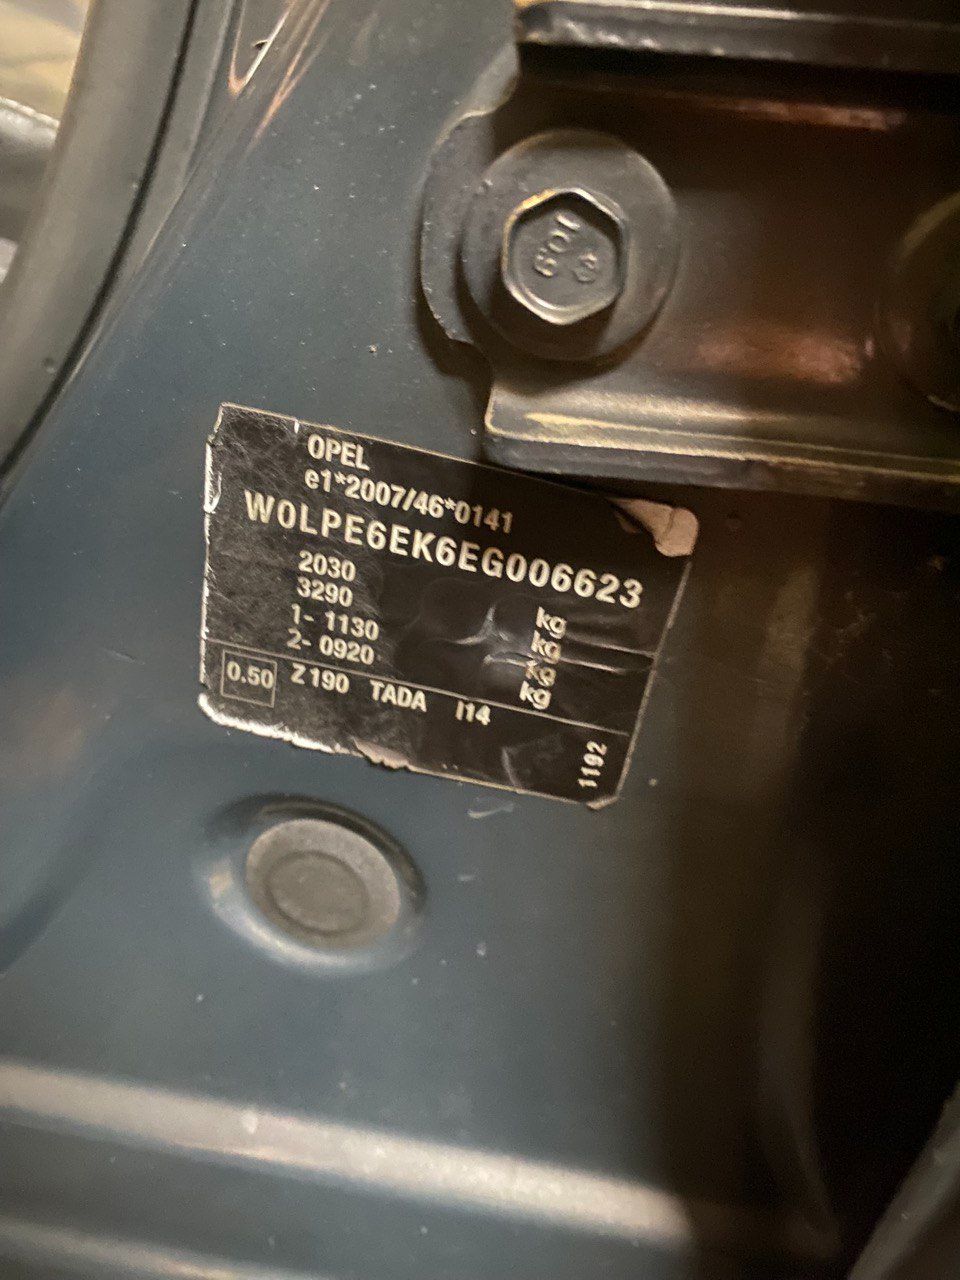 109
OPEL
e1*2007/46*0141
W0LPE6EK6EG006623
2030 kg
3290 kg
1- 1130 kg
2- 0920 kg
0.50 Z190 TADA I14
1192